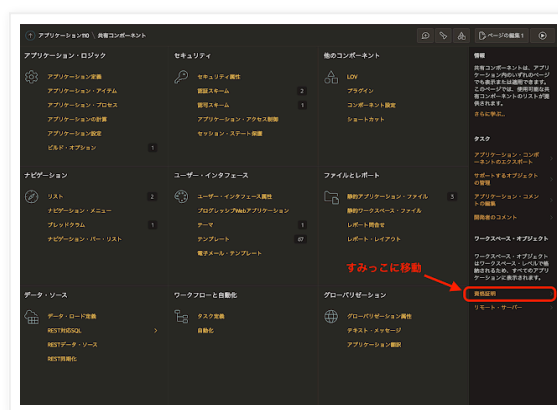 アプリケーション110 \ 共有コンポーネント
ページの編集1
アプリケーション・ロジック
アプリケーション定義
アプリケーション・アイテム
アプリケーション・プロセス
アプリケーションの計算
アプリケーション設定
ビルド・オプション 1
セキュリティ
セキュリティ属性
認証スキーム 2
認可スキーム 1
アプリケーション・アクセス制御
セッション・ステート保護
他のコンポーネント
LOV
プラグイン
コンポーネント設定
ショートカット
ナビゲーション
リスト 2
ナビゲーション・メニュー
ブレッドクラム 1
ナビゲーション・バー・リスト
ユーザー・インタフェース
ユーザー・インタフェース属性
プログレッシブWebアプリケーション
テーマ 1
テンプレート
電子メール・テンプレート
ファイルとレポート
静的アプリケーション・ファイル 3
静的ワークスペース・ファイル
レポート問合せ
レポート・レイアウト
すみっこに移動
データ・ソース
データ・ロード定義
REST対応SQL
RESTデータ・ソース
REST同期化
ワークフローと自動化
タスク定義
自動化
グローバリゼーション
グローバリゼーション属性
テキスト・メッセージ
アプリケーション翻訳
情報
共有コンポーネントは、アプリ
ケーション内のいずれのページ
でも表示または適用できます。
このページでは、使用可能な共
有コンポーネントのリストが提
供されます。
さらに学ぶ..
タスク
アプリケーション・コンポ
ーネントのエクスポート
サポートするオブジェクト
の管理
アプリケーション・コメン
トの編集
開発者のコメント
ワークスペース・オブジェクト
ワークスペース・オブジェクト
はワークスペース・レベルで格
納されるため、すべてのアプリ
ケーションに表示されます。
資格証明
リモート・サーバー